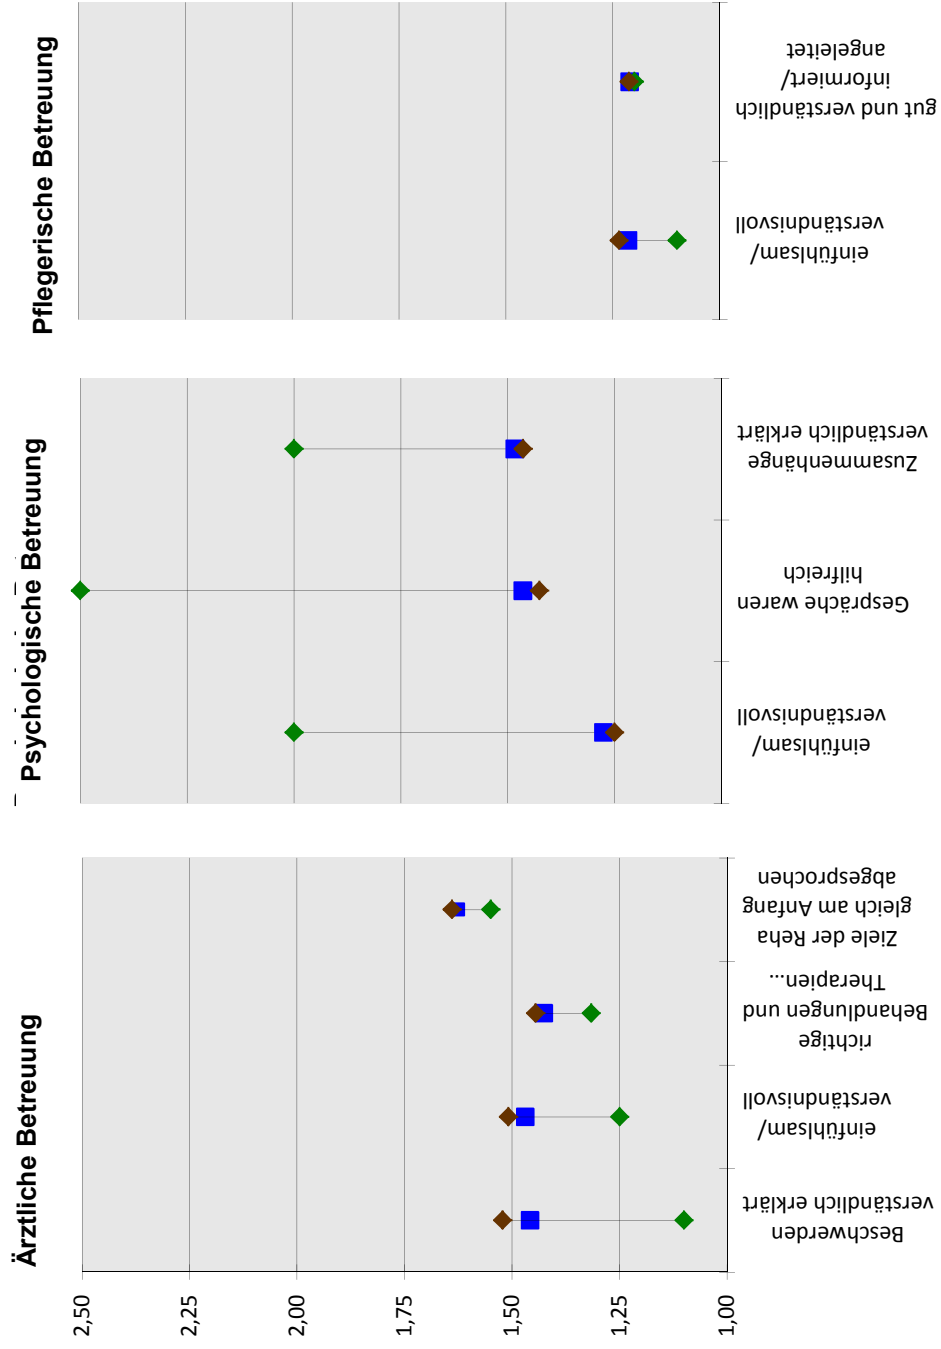 Ärztliche Betreuung
2,50
2,25
2,00
1,75
1,50
1,25
1,00
Beschwerden
verständlich erklärt
einfühlsam/
verständnisvoll
richtige
Behandlungen und
Therapien...
Ziele der Reha
gleich am Anfang
abgesprochen
Psychologische Betreuung
einfühlsam/
verständnisvoll
Gespräche waren
hilfreich
Zusammenhänge
verständlich erklärt
Pflegerische Betreuung
einfühlsam/
verständnisvoll
gut und verständlich
informiert/
angeleitet